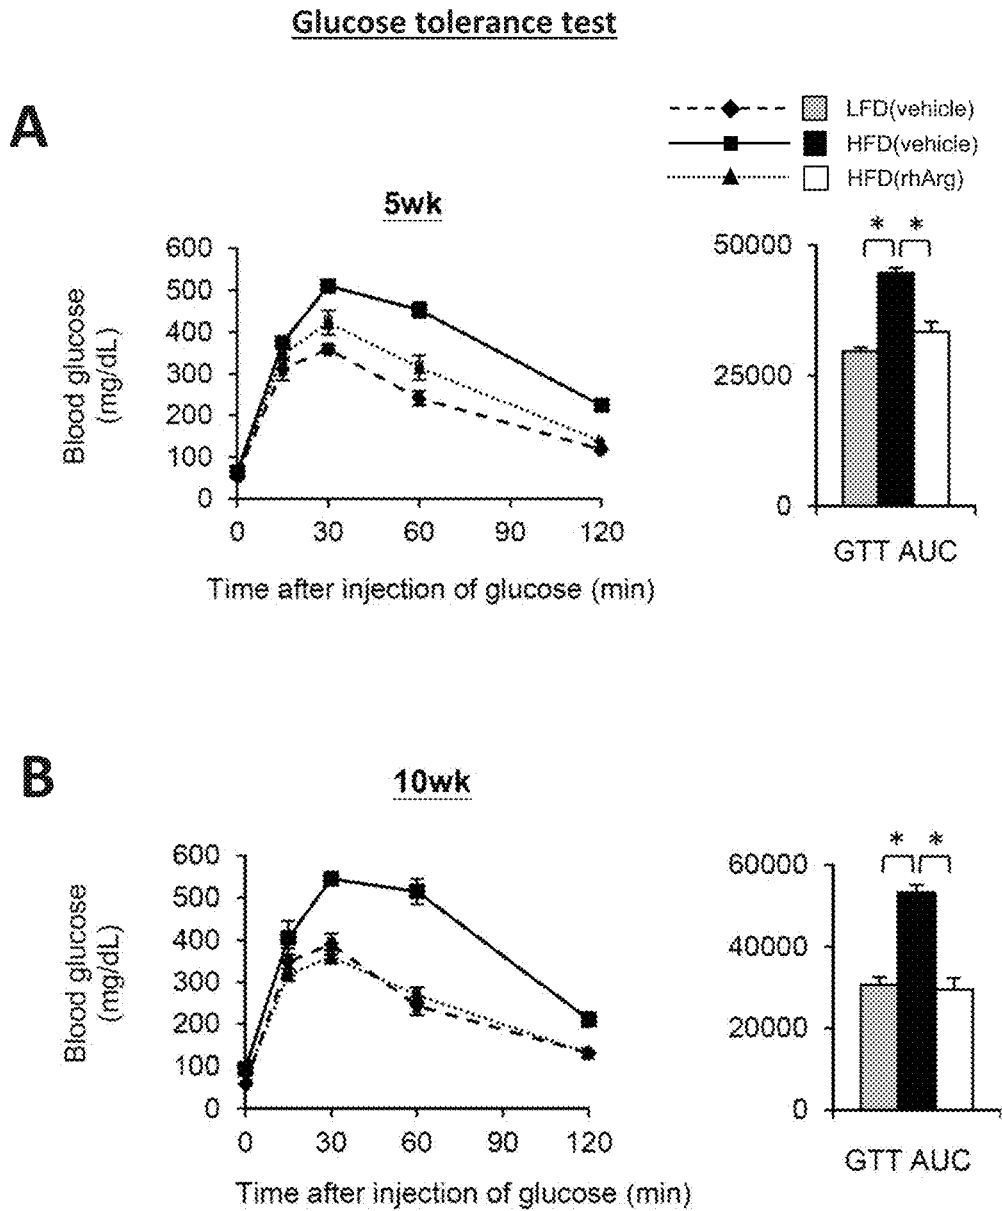 Glucose tolerance test
A
LFD(vehicle)
HFD(vehicle)
HFD(rhArg)
5wk
600
500
400
300
200
100
0
Blood glucose
(mg/dL)
0 30 60 90 120
Time after injection of glucose (min)
* *
50000
25000
0
GTT AUC
B
10wk
600
500
400
300
200
100
0
Blood glucose
(mg/dL)
0 30 60 90 120
Time after injection of glucose (min)
* *
60000
40000
20000
0
GTT AUC